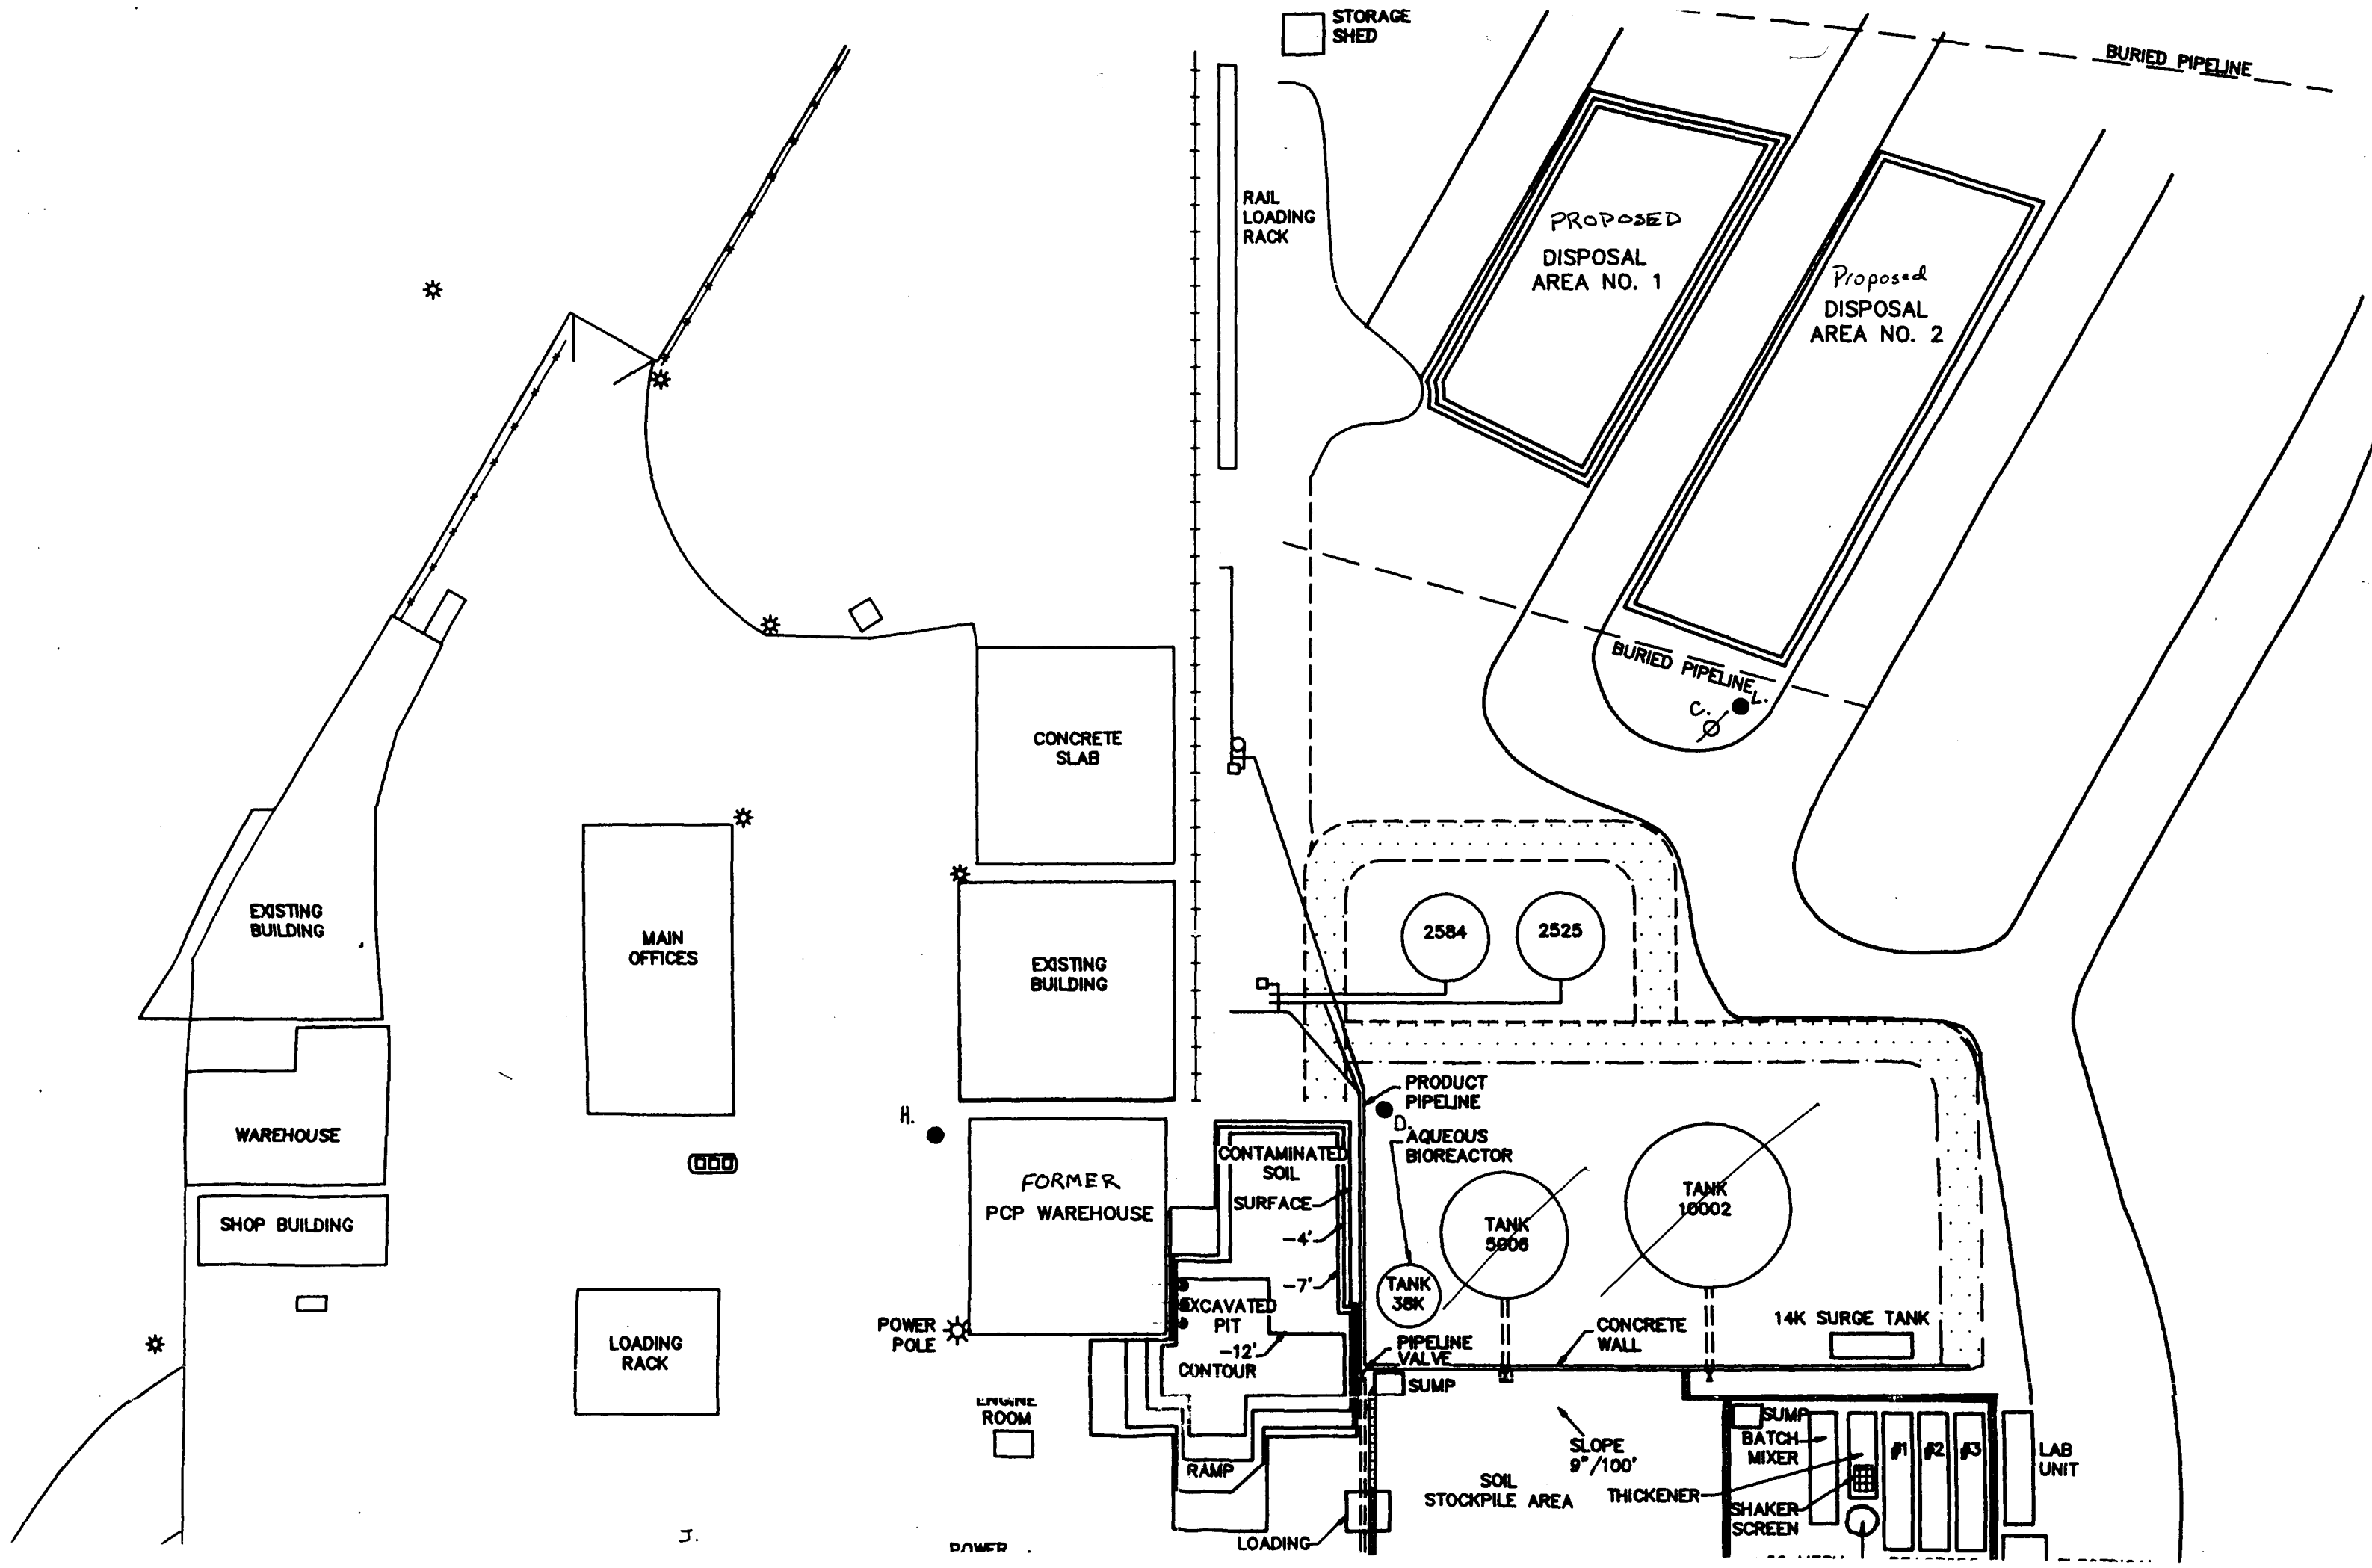 STORAGE
SHED
BURIED PIPELINE
RAIL
LOADING
RACK
PROPOSED
DISPOSAL
AREA NO. 1
Proposed
DISPOSAL
AREA NO. 2
BURIED PIPELINE
L.
C.
CONCRETE
SLAB
EXISTING
BUILDING
MAIN
OFFICES
EXISTING
BUILDING
2584
2525
PRODUCT
PIPELINE
H.
D.
AQUEOUS
BIOREACTOR
WAREHOUSE
CONTAMINATED
SOIL
FORMER
PCP WAREHOUSE
SURFACE
-4'
-7'
TANK
10002
TANK
5006
TANK
38K
SHOP BUILDING
EXCAVATED
PIT
-12'
CONTOUR
POWER
POLE
LOADING
RACK
PIPELINE
VALVE
CONCRETE
WALL
14K SURGE TANK
SUMP
ENGINE
ROOM
RAMP
SLOPE
9"/100'
SOIL
STOCKPILE AREA
SUMP
BATCH
MIXER
#1 #2 #3
LAB
UNIT
THICKENER
SHAKER
SCREEN
LOADING
J.
POWER